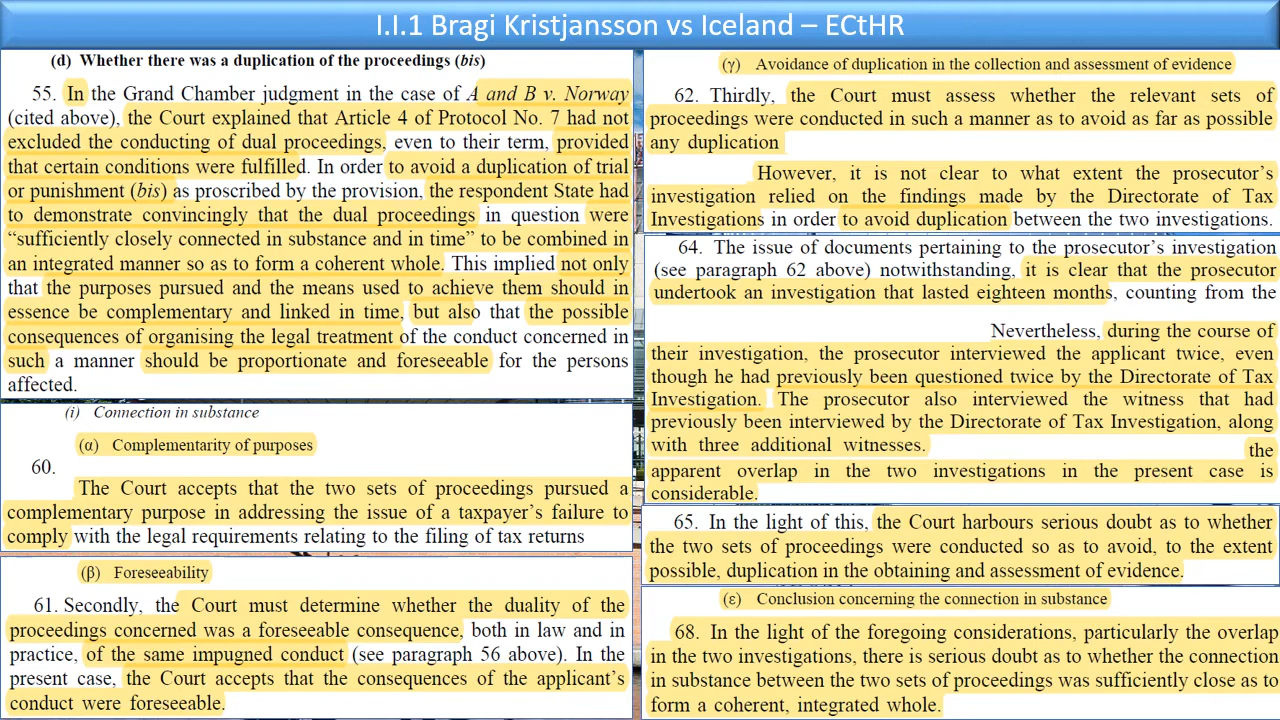 I.I.1 Bragi Kristjansson vs Iceland – ECtHR
(d) Whether there was a duplication of the proceedings (bis)
55. In the Grand Chamber judgment in the case of A and B v. Norway
(cited above), the Court explained that Article 4 of Protocol No. 7 had not
excluded the conducting of dual proceedings, even to their term, provided
that certain conditions were fulfilled. In order to avoid a duplication of trial
or punishment (bis) as proscribed by the provision, the respondent State had
to demonstrate convincingly that the dual proceedings in question were
“sufficiently closely connected in substance and in time” to be combined in
an integrated manner so as to form a coherent whole. This implied not only
that the purposes pursued and the means used to achieve them should in
essence be complementary and linked in time, but also that the possible
consequences of organising the legal treatment of the conduct concerned in
such a manner should be proportionate and foreseeable for the persons
affected.
(i) Connection in substance
(α) Complementarity of purposes
60.
The Court accepts that the two sets of proceedings pursued a
complementary purpose in addressing the issue of a taxpayer’s failure to
comply with the legal requirements relating to the filing of tax returns
(β) Foreseeability
61. Secondly, the Court must determine whether the duality of the
proceedings concerned was a foreseeable consequence, both in law and in
practice, of the same impugned conduct (see paragraph 56 above). In the
present case, the Court accepts that the consequences of the applicant’s
conduct were foreseeable.
(γ) Avoidance of duplication in the collection and assessment of evidence
62. Thirdly, the Court must assess whether the relevant sets of
proceedings were conducted in such a manner as to avoid as far as possible
any duplication
However, it is not clear to what extent the prosecutor’s
investigation relied on the findings made by the Directorate of Tax
Investigations in order to avoid duplication between the two investigations.
64. The issue of documents pertaining to the prosecutor’s investigation
(see paragraph 62 above) notwithstanding, it is clear that the prosecutor
undertook an investigation that lasted eighteen months, counting from the
Nevertheless, during the course of
their investigation, the prosecutor interviewed the applicant twice, even
though he had previously been questioned twice by the Directorate of Tax
Investigation. The prosecutor also interviewed the witness that had
previously been interviewed by the Directorate of Tax Investigation, along
with three additional witnesses.
the
apparent overlap in the two investigations in the present case is
considerable.
65. In the light of this, the Court harbours serious doubt as to whether
the two sets of proceedings were conducted so as to avoid, to the extent
possible, duplication in the obtaining and assessment of evidence.
(ε) Conclusion concerning the connection in substance
68. In the light of the foregoing considerations, particularly the overlap
in the two investigations, there is serious doubt as to whether the connection
in substance between the two sets of proceedings was sufficiently close as to
form a coherent, integrated whole.